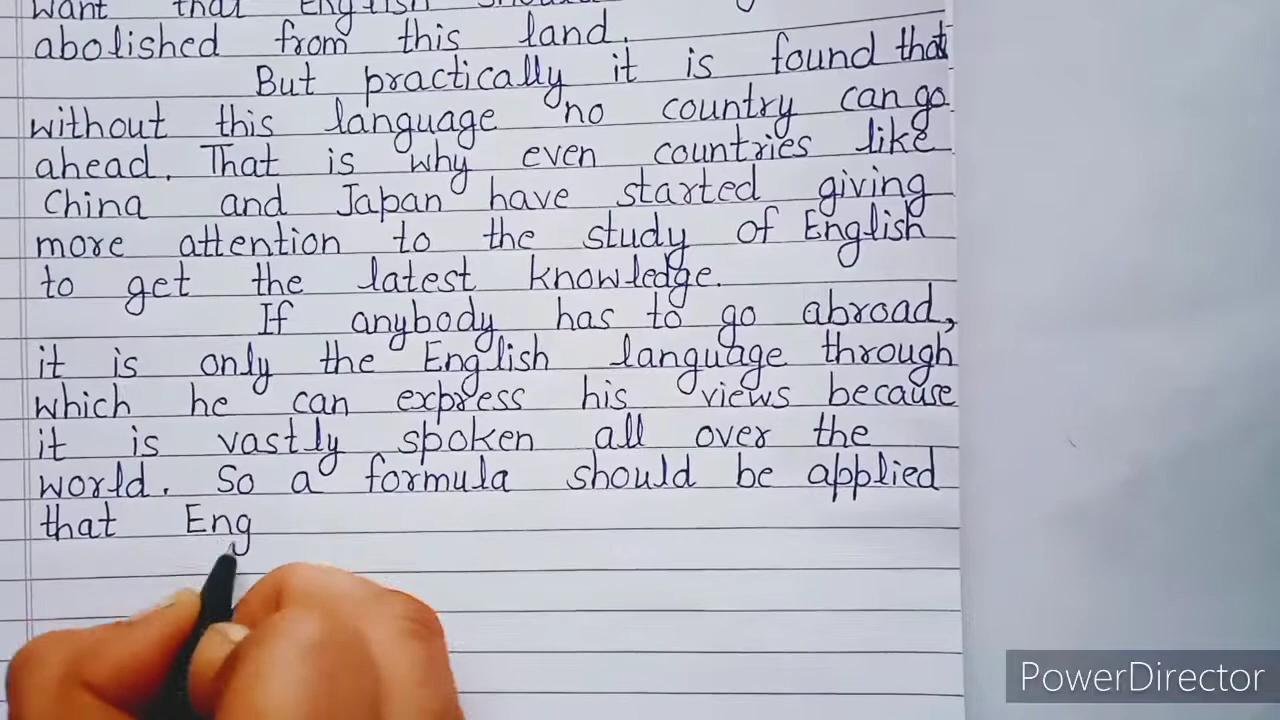 want that English
abolished from this land.
But practically it is found that
without this language no country can go
ahead. That is why even countries like
China and Japan have started giving
more attention to the study of English
to get the latest knowledge.
If anybody has to go abroad,
it is only the English language through
which he can express his views because
it is vastly spoken all over the
world. So a formula should be applied
that Eng
PowerDirector